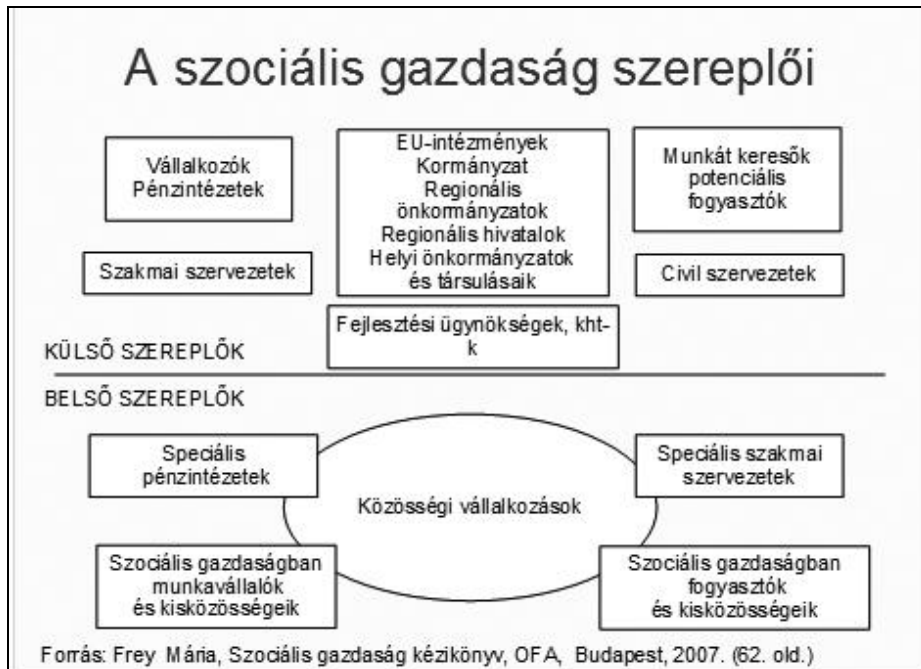 A szociális gazdaság szereplői
Vállalkozók
Pénzintézetek
EU-intézmények
Kormányzat
Regionális
önkormányzatok
Regionális hivatalok
Helyi önkormányzatok
és társulásaik
Munkát keresők
potenciális
fogyasztók
Szakmai szervezetek
Civil szervezetek
Fejlesztési ügynökségek, kht-
k
KÜLSŐ SZEREPLŐK
BELSŐ SZEREPLŐK
Speciális
pénzintézetek
Speciális szakmai
szervezetek
Közösségi vállalkozások
Szociális gazdaságban
munkavállalók
és kisközösségeik
Szociális gazdaságban
fogyasztók
és kisközösségeik
Forrás: Frey Mária, Szociális gazdaság kézikönyv, OFA, Budapest, 2007. (62. old.)